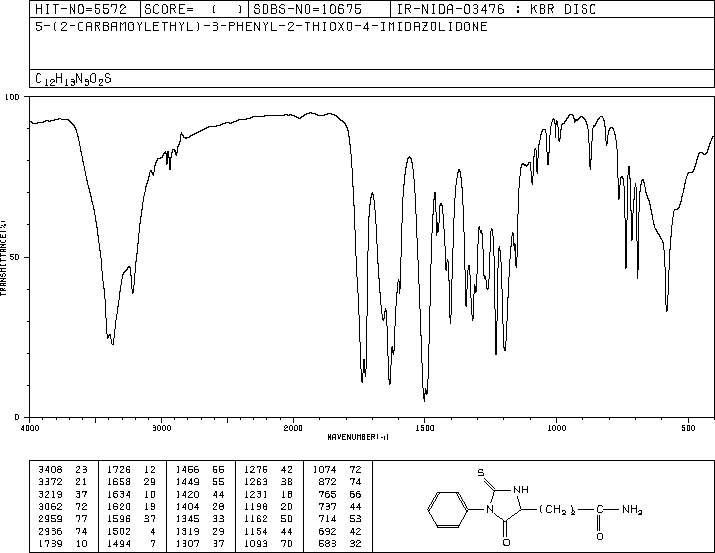 HIT-NO=5572 SCORE= ( ) SDBS-NO=10675 IR-NIDA-03476 : KBR DISC
5-(2-CARBAMOYLETHYL)-3-PHENYL-2-THIOXO-4-IMIDAZOLIDONE
C12H13N3O2S
100
50
0
TRANSMITTANCE(%)
4000 3000 2000 1500 1000 500
WAVENUMBER(-1)
3408 23 1726 12 1466 66 1276 42 1074 72
3372 21 1658 29 1449 55 1263 38 872 74
3219 37 1634 10 1420 44 1231 18 765 66
3062 72 1620 19 1404 28 1198 20 737 44
2959 77 1596 37 1345 33 1162 50 714 53
2936 74 1502 4 1319 29 1154 44 692 42
1739 10 1494 7 1307 37 1093 70 583 32
S
NH
N
(CH2)2
C
NH2
O
O